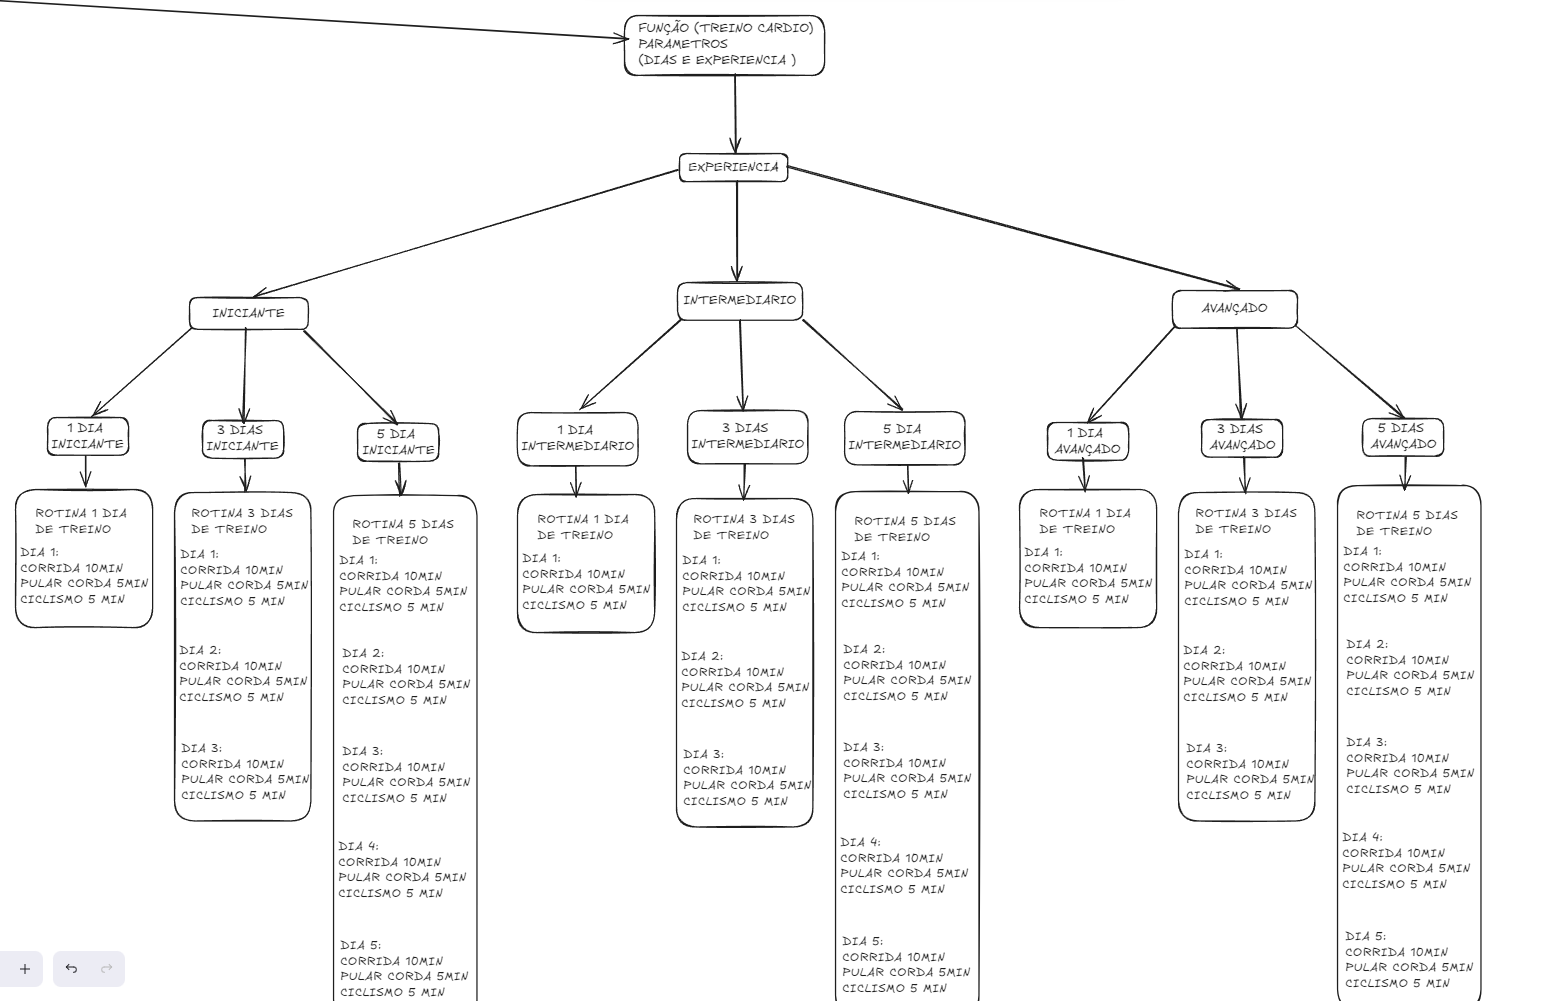 FUNÇÃO (TREINO CARDIO)
PARAMETROS
(DIAS E EXPERIENCIA )
EXPERIENCIA
INICIANTE
INTERMEDIARIO
AVANÇADO
1 DIA
INICIANTE
3 DIAS
INICIANTE
5 DIA
INICIANTE
1 DIA
INTERMEDIARIO
3 DIAS
INTERMEDIARIO
5 DIA
INTERMEDIARIO
1 DIA
AVANÇADO
3 DIAS
AVANÇADO
5 DIAS
AVANÇADO
ROTINA 1 DIA
DE TREINO
DIA 1:
CORRIDA 10MIN
PULAR CORDA 5MIN
CICLISMO 5 MIN
ROTINA 3 DIAS
DE TREINO
DIA 1:
CORRIDA 10MIN
PULAR CORDA 5MIN
CICLISMO 5 MIN
DIA 2:
CORRIDA 10MIN
PULAR CORDA 5MIN
CICLISMO 5 MIN
DIA 3:
CORRIDA 10MIN
PULAR CORDA 5MIN
CICLISMO 5 MIN
ROTINA 5 DIAS
DE TREINO
DIA 1:
CORRIDA 10MIN
PULAR CORDA 5MIN
CICLISMO 5 MIN
DIA 2:
CORRIDA 10MIN
PULAR CORDA 5MIN
CICLISMO 5 MIN
DIA 3:
CORRIDA 10MIN
PULAR CORDA 5MIN
CICLISMO 5 MIN
DIA 4:
CORRIDA 10MIN
PULAR CORDA 5MIN
CICLISMO 5 MIN
DIA 5:
CORRIDA 10MIN
PULAR CORDA 5MIN
CICLISMO 5 MIN
ROTINA 1 DIA
DE TREINO
DIA 1:
CORRIDA 10MIN
PULAR CORDA 5MIN
CICLISMO 5 MIN
ROTINA 3 DIAS
DE TREINO
DIA 1:
CORRIDA 10MIN
PULAR CORDA 5MIN
CICLISMO 5 MIN
DIA 2:
CORRIDA 10MIN
PULAR CORDA 5MIN
CICLISMO 5 MIN
DIA 3:
CORRIDA 10MIN
PULAR CORDA 5MIN
CICLISMO 5 MIN
ROTINA 5 DIAS
DE TREINO
DIA 1:
CORRIDA 10MIN
PULAR CORDA 5MIN
CICLISMO 5 MIN
DIA 2:
CORRIDA 10MIN
PULAR CORDA 5MIN
CICLISMO 5 MIN
DIA 3:
CORRIDA 10MIN
PULAR CORDA 5MIN
CICLISMO 5 MIN
DIA 4:
CORRIDA 10MIN
PULAR CORDA 5MIN
CICLISMO 5 MIN
DIA 5:
CORRIDA 10MIN
PULAR CORDA 5MIN
CICLISMO 5 MIN
ROTINA 1 DIA
DE TREINO
DIA 1:
CORRIDA 10MIN
PULAR CORDA 5MIN
CICLISMO 5 MIN
ROTINA 3 DIAS
DE TREINO
DIA 1:
CORRIDA 10MIN
PULAR CORDA 5MIN
CICLISMO 5 MIN
DIA 2:
CORRIDA 10MIN
PULAR CORDA 5MIN
CICLISMO 5 MIN
DIA 3:
CORRIDA 10MIN
PULAR CORDA 5MIN
CICLISMO 5 MIN
ROTINA 5 DIAS
DE TREINO
DIA 1:
CORRIDA 10MIN
PULAR CORDA 5MIN
CICLISMO 5 MIN
DIA 2:
CORRIDA 10MIN
PULAR CORDA 5MIN
CICLISMO 5 MIN
DIA 3:
CORRIDA 10MIN
PULAR CORDA 5MIN
CICLISMO 5 MIN
DIA 4:
CORRIDA 10MIN
PULAR CORDA 5MIN
CICLISMO 5 MIN
DIA 5:
CORRIDA 10MIN
PULAR CORDA 5MIN
CICLISMO 5 MIN